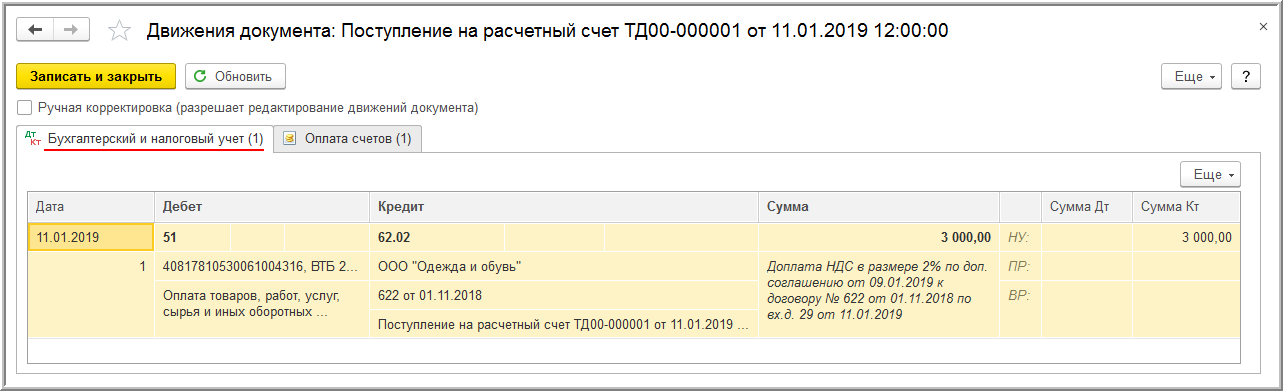 Движения документа: Поступление на расчетный счет ТД00-000001 от 11.01.2019 12:00:00
Записать и закрыть
Обновить
Еще
?
Ручная корректировка (разрешает редактирование движений документа)
Дт Кт Бухгалтерский и налоговый учет (1)
Оплата счетов (1)
Еще
Дата Дебет Кредит Сумма Сумма Дт Сумма Кт
11.01.2019 51 62.02 3 000,00 НУ: 3 000,00
1 40817810530061004316, ВТБ 2... ООО "Одежда и обувь" Доплата НДС в размере 2% по доп. ПР:
соглашению от 09.01.2019 к
Оплата товаров, работ, услуг, 622 от 01.11.2018 договору № 622 от 01.11.2018 по ВР:
сырья и иных оборотных ... вх.д. 29 от 11.01.2019
Поступление на расчетный счет ТД00-000001 от 11.01.2019 ...